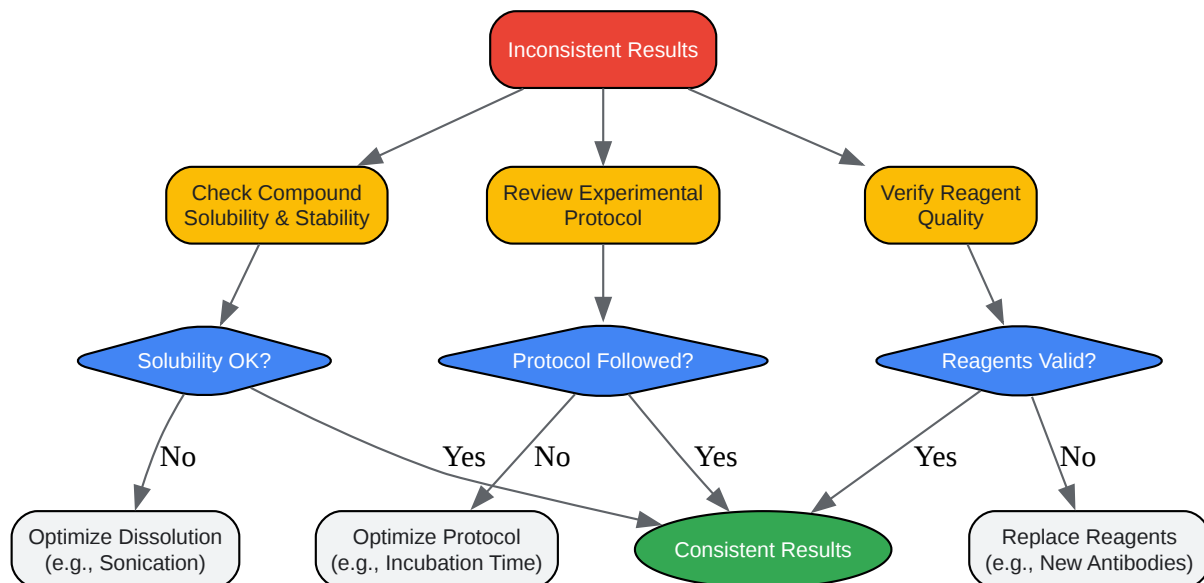 Inconsistent Results
Check Compound
Solubility & Stability
Review Experimental
Protocol
Verify Reagent
Quality
Solubility OK?
Protocol Followed?
Reagents Valid?
No
Yes
No
Yes
Yes
No
Optimize Dissolution
(e.g., Sonication)
Optimize Protocol
(e.g., Incubation Time)
Consistent Results
Replace Reagents
(e.g., New Antibodies)